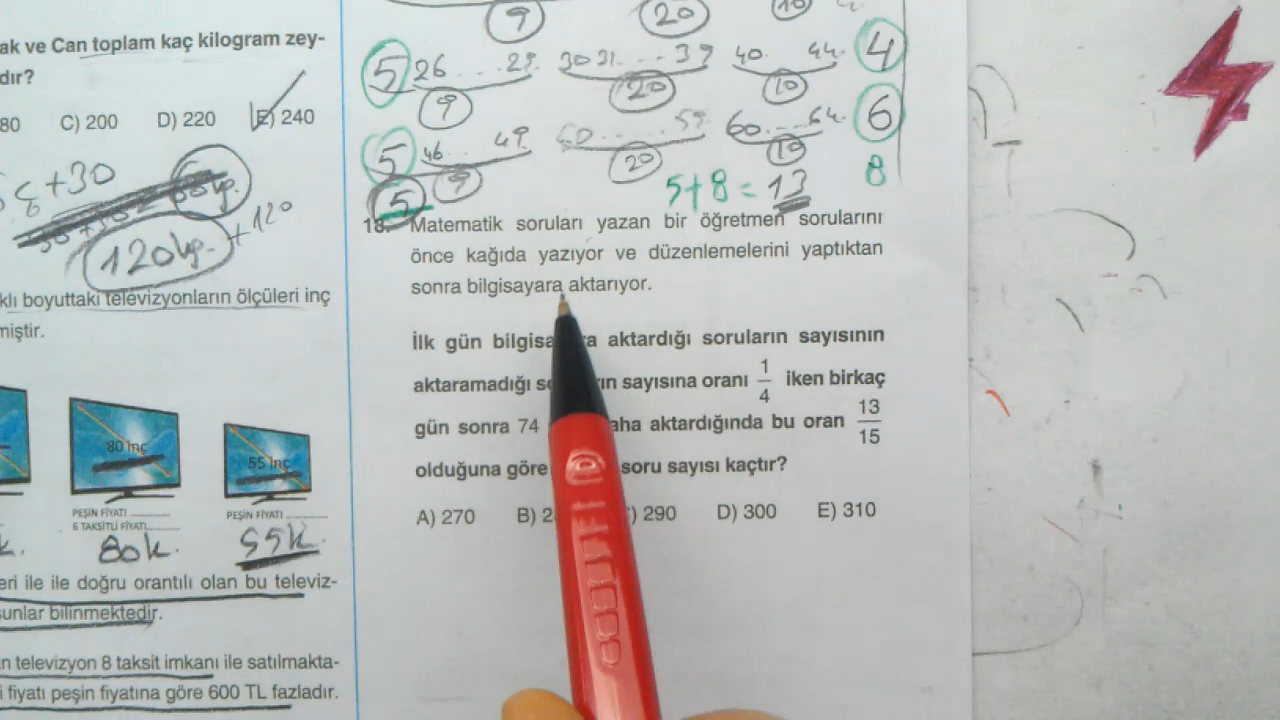 ak ve Can toplam kaç kilogram zey-
dır?
80 C) 200 D) 220 E) 240
ξ+30
120kg. +120
klı boyuttaki televizyonların ölçüleri inç
miştir.
80 inç
55 inç
PEŞİN FİYATI
6 TAKSİTLİ FİYATI
PEŞİN FİYATI
80k. 55k
eri ile ile doğru orantılı olan bu televiz-
sunlar bilinmektedir.
n televizyon 8 taksit imkanı ile satılmakta-
i fiyatı peşin fiyatına göre 600 TL fazladır.
9 20 10
5 26....29. 30 31....39 40. 44. 4
9 20 10
5 46... 49. 59 60....64. 6
5 9 20 10
5+8=13 8
18. Matematik soruları yazan bir öğretmen sorularını
önce kağıda yazıyor ve düzenlemelerini yaptıktan
sonra bilgisayara aktarıyor.
İlk gün aktardığı soruların sayısının
aktaramadığı sayısına oranı 1/4 iken birkaç
gün sonra 74 aktardığında bu oran 13/15
olduğuna göre soru sayısı kaçtır?
A) 270 B) 290 D) 300 E) 310